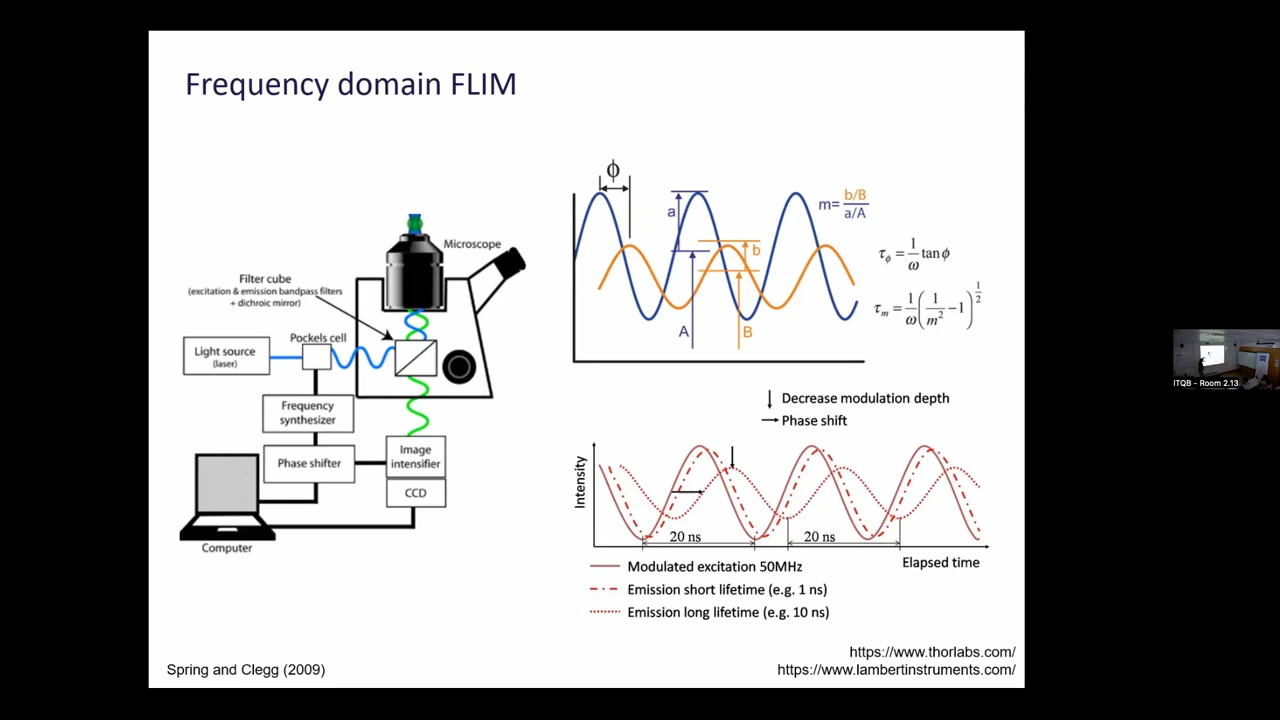 Frequency domain FLIM
Microscope
Filter cube
(excitation & emission bandpass filters
+ dichroic mirror)
Pockels cell
Light source
(laser)
Frequency
synthesizer
Phase shifter
Image
intensifier
CCD
Computer
ϕ
a
b
A
B
m= b/B
a/A
τϕ = 1/ω tanϕ
τm = 1/ω (1/m² −1)^1/2
Decrease modulation depth
Phase shift
Intensity
20 ns
20 ns
Elapsed time
Modulated excitation 50MHz
Emission short lifetime (e.g. 1 ns)
Emission long lifetime (e.g. 10 ns)
Spring and Clegg (2009)
https://www.thorlabs.com/
https://www.lambertinstruments.com/
ITQB - Room 2.13